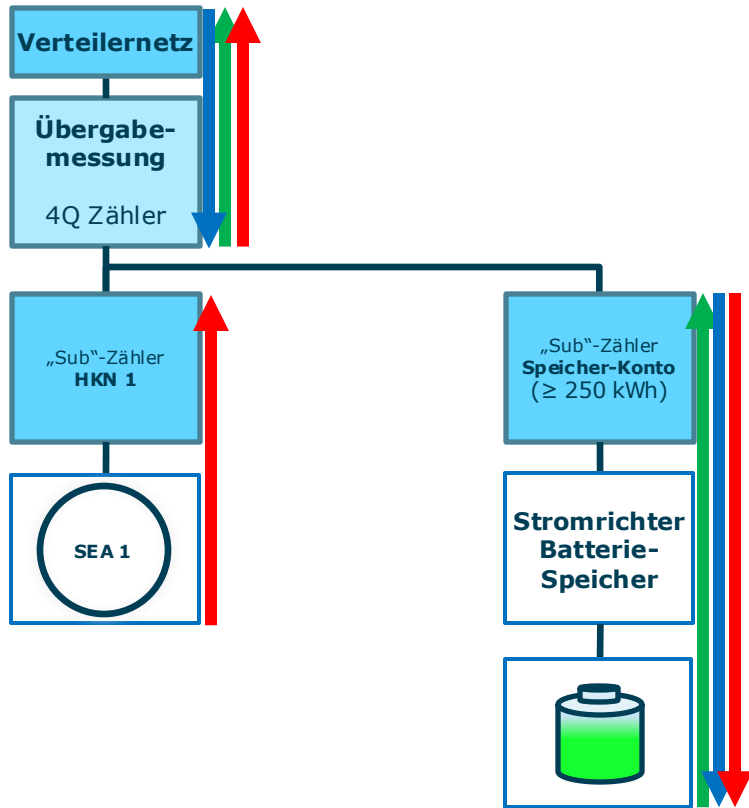 Verteilernetz
Übergabe-
messung
4Q Zähler
„Sub“-Zähler
HKN 1
„Sub“-Zähler
Speicher-Konto
(≥ 250 kWh)
SEA 1
Stromrichter
Batterie-
Speicher